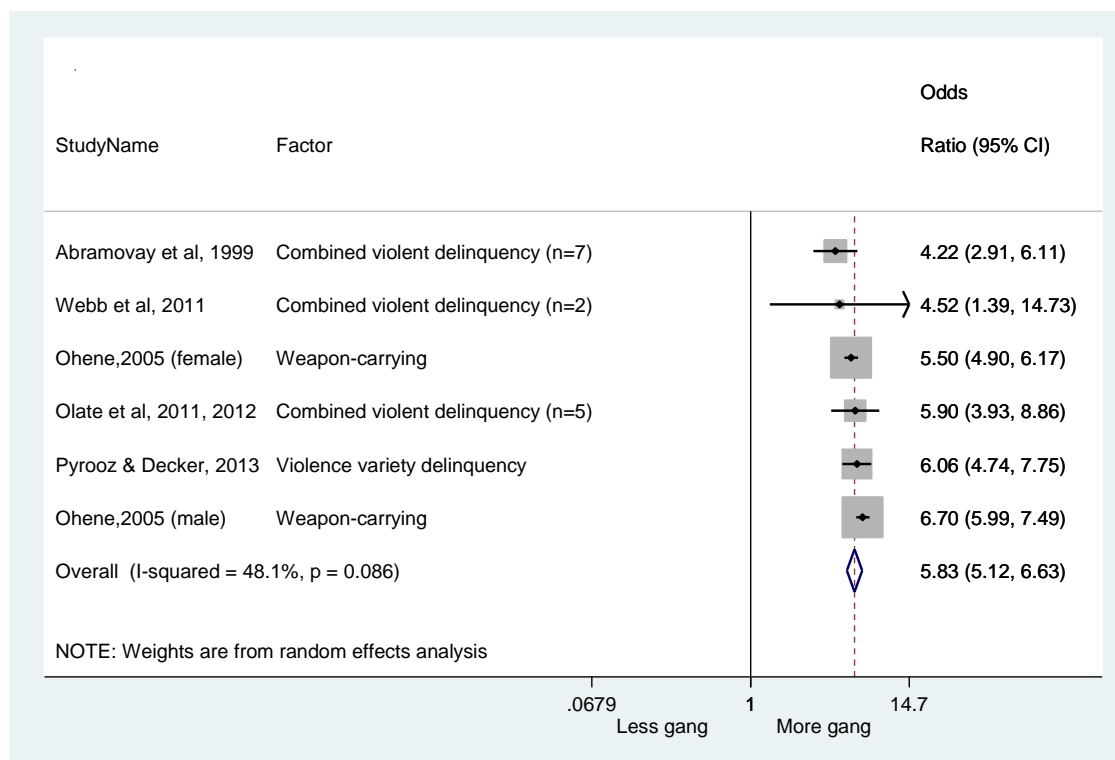 Odds
StudyName Factor Ratio (95% CI)
Abramovay et al, 1999 Combined violent delinquency (n=7) 4.22 (2.91, 6.11)
Webb et al, 2011 Combined violent delinquency (n=2) 4.52 (1.39, 14.73)
Ohene,2005 (female) Weapon-carrying 5.50 (4.90, 6.17)
Olate et al, 2011, 2012 Combined violent delinquency (n=5) 5.90 (3.93, 8.86)
Pyrooz & Decker, 2013 Violence variety delinquency 6.06 (4.74, 7.75)
Ohene,2005 (male) Weapon-carrying 6.70 (5.99, 7.49)
Overall (I-squared = 48.1%, p = 0.086) 5.83 (5.12, 6.63)
NOTE: Weights are from random effects analysis
.0679 1 14.7
Less gang More gang